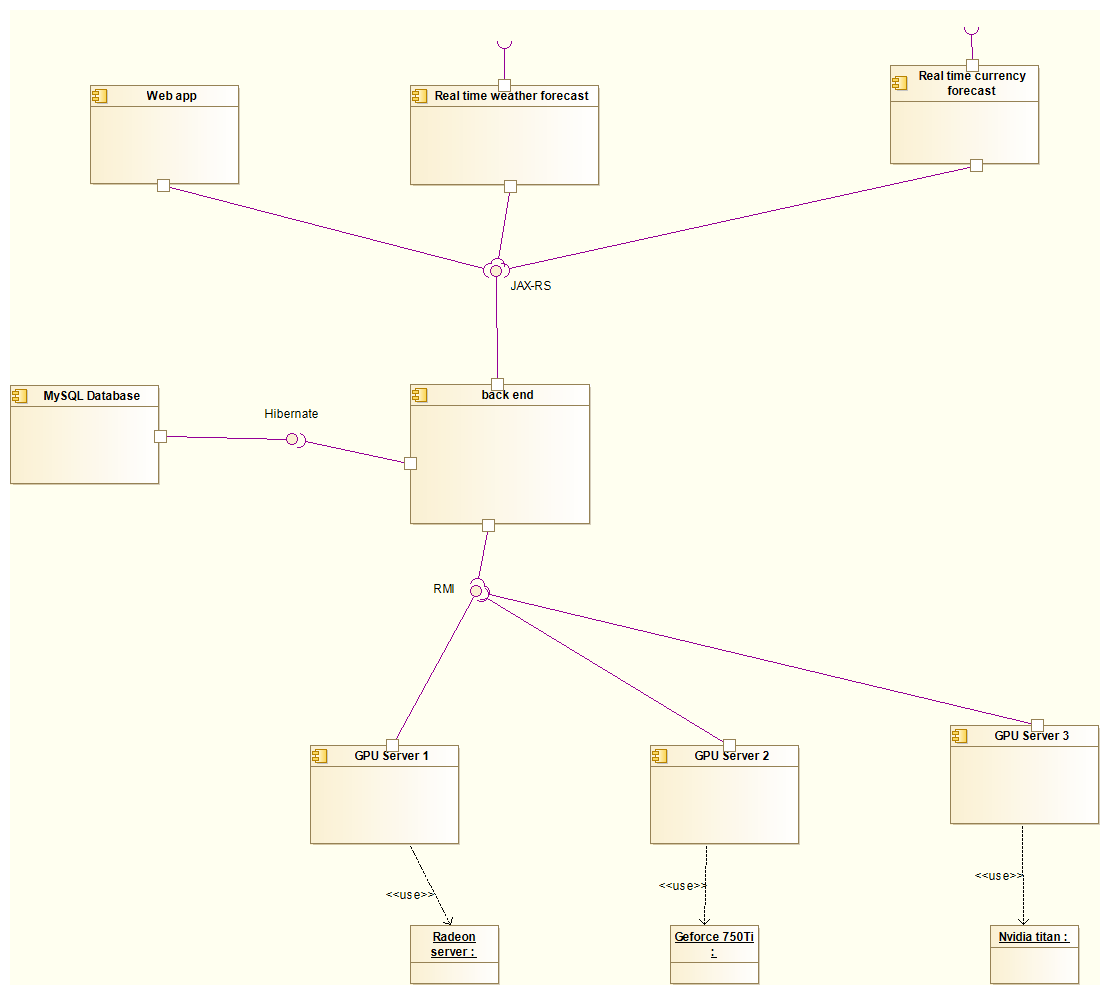 Web app
Real time weather forecast
Real time currency
forecast
JAX-RS
MySQL Database
Hibernate
back end
RMI
GPU Server 1
GPU Server 2
GPU Server 3
<<use>>
<<use>>
<<use>>
Radeon
server :
Geforce 750Ti
:
Nvidia titan :